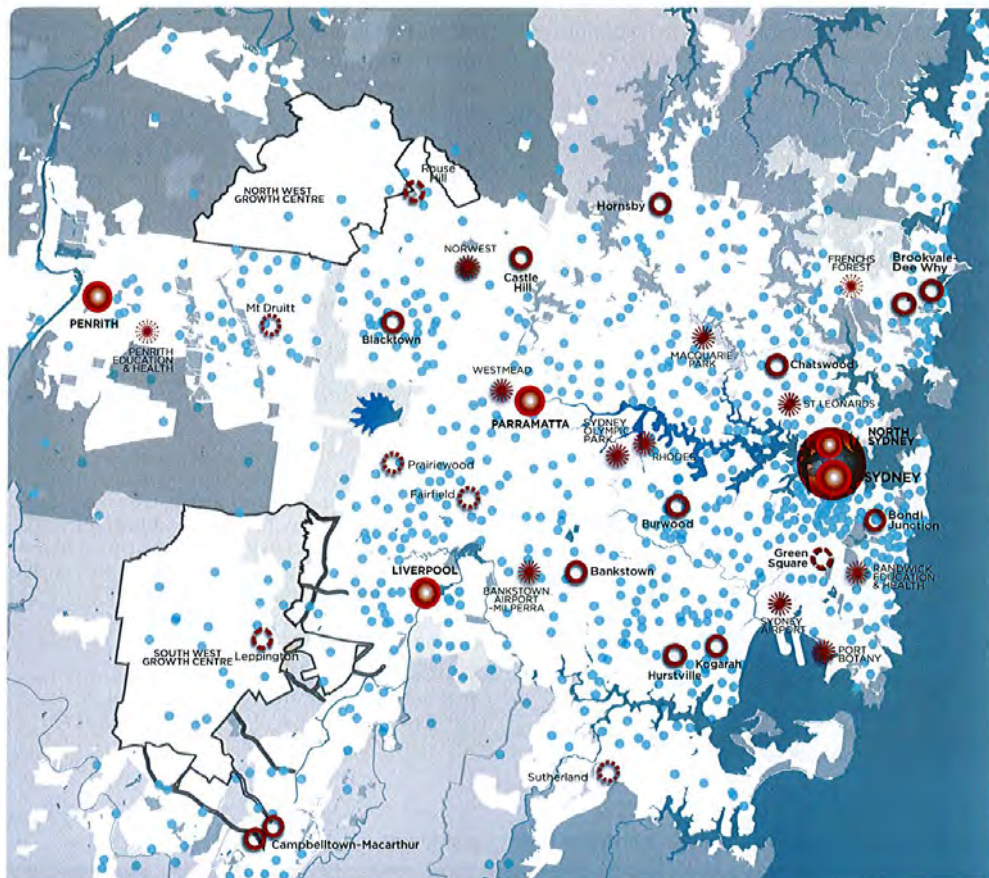 Rouse
Hill
NORTH WEST
GROWTH CENTRE
Hornsby
NORWEST
Castle
Hill
FRENCHS
FOREST
Brookvale-
Dee Why
PENRITH
PENRITH
EDUCATION
& HEALTH
Mt Druitt
Blacktown
MACQUARIE
PARK
Chatswood
WESTMEAD
PARRAMATTA
SYDNEY
OLYMPIC
PARK
RHODES
ST LEONARDS
NORTH
SYDNEY
SYDNEY
Prairiewood
Fairfield
Burwood
Bondi
Junction
LIVERPOOL
BANKSTOWN
AIRPORT
-MILPERRA
Bankstown
Green
Square
RANDWICK
EDUCATION
& HEALTH
SYDNEY
AIRPORT
SOUTH WEST
GROWTH CENTRE
Leppington
Hurstville
Kogarah
PORT
BOTANY
Sutherland
Campbelltown-Macarthur